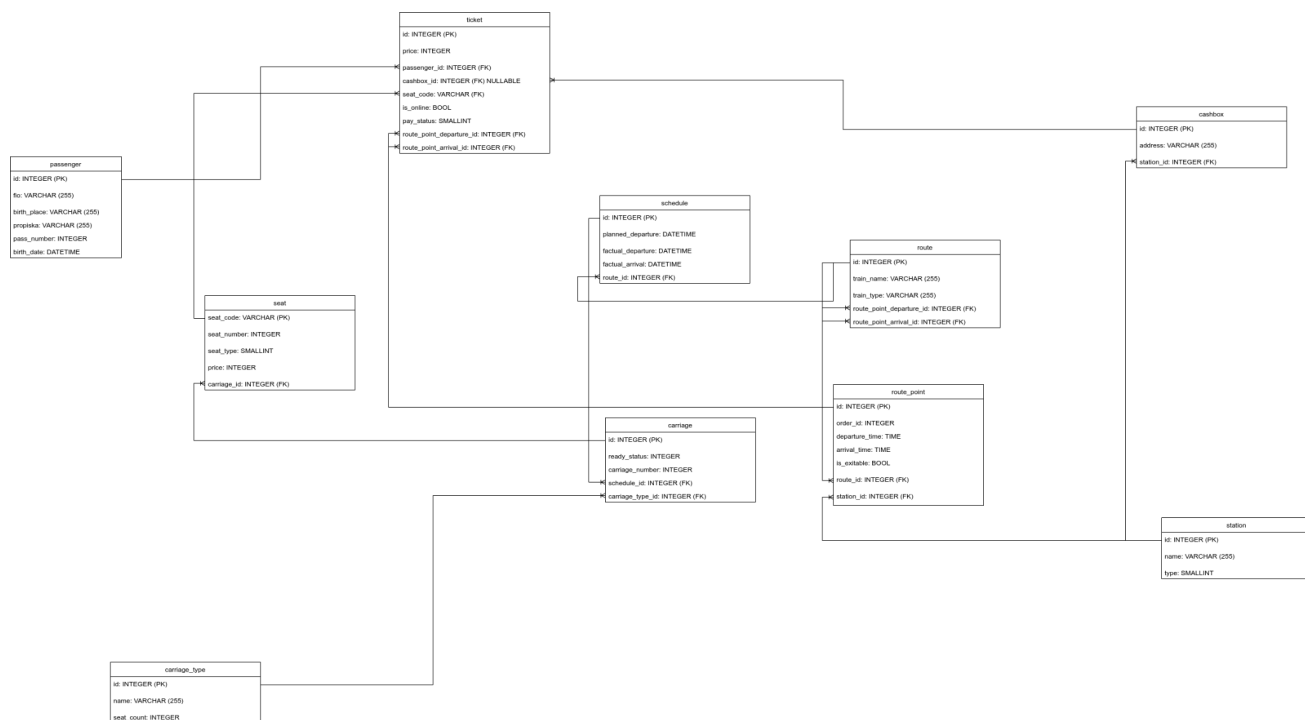 ticket
id: INTEGER (PK)
price: INTEGER
passenger_id: INTEGER (FK)
cashbox_id: INTEGER (FK) NULLABLE
seat_code: VARCHAR (FK)
is_online: BOOL
pay_status: SMALLINT
route_point_departure_id: INTEGER (FK)
route_point_arrival_id: INTEGER (FK)
cashbox
id: INTEGER (PK)
address: VARCHAR (255)
station_id: INTEGER (FK)
passenger
id: INTEGER (PK)
fio: VARCHAR (255)
birth_place: VARCHAR (255)
propiska: VARCHAR (255)
pass_number: INTEGER
birth_date: DATETIME
schedule
id: INTEGER (PK)
planned_departure: DATETIME
factual_departure: DATETIME
factual_arrival: DATETIME
route_id: INTEGER (FK)
route
id: INTEGER (PK)
train_name: VARCHAR (255)
train_type: VARCHAR (255)
route_point_departure_id: INTEGER (FK)
route_point_arrival_id: INTEGER (FK)
seat
seat_code: VARCHAR (PK)
seat_number: INTEGER
seat_type: SMALLINT
price: INTEGER
carriage_id: INTEGER (FK)
route_point
id: INTEGER (PK)
order_id: INTEGER
departure_time: TIME
arrival_time: TIME
is_exitable: BOOL
route_id: INTEGER (FK)
station_id: INTEGER (FK)
carriage
id: INTEGER (PK)
ready_status: INTEGER
carriage_number: INTEGER
schedule_id: INTEGER (FK)
carriage_type_id: INTEGER (FK)
station
id: INTEGER (PK)
name: VARCHAR (255)
type: SMALLINT
carriage_type
id: INTEGER (PK)
name: VARCHAR (255)
seat_count: INTEGER